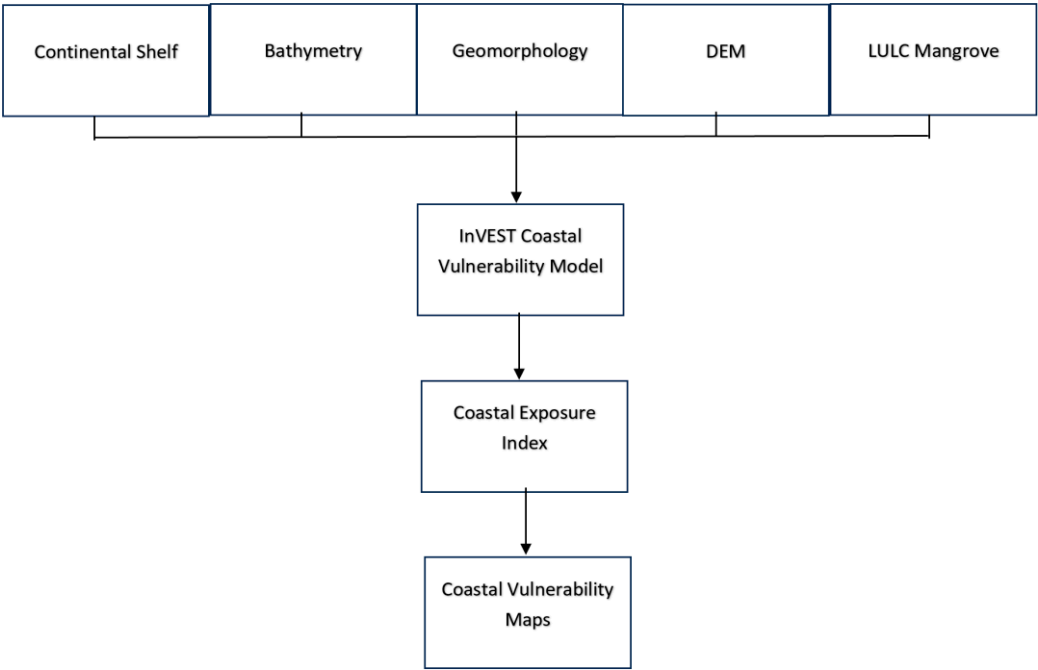 Continental Shelf
Bathymetry
Geomorphology
DEM
LULC Mangrove
InVEST Coastal
Vulnerability Model
Coastal Exposure
Index
Coastal Vulnerability
Maps